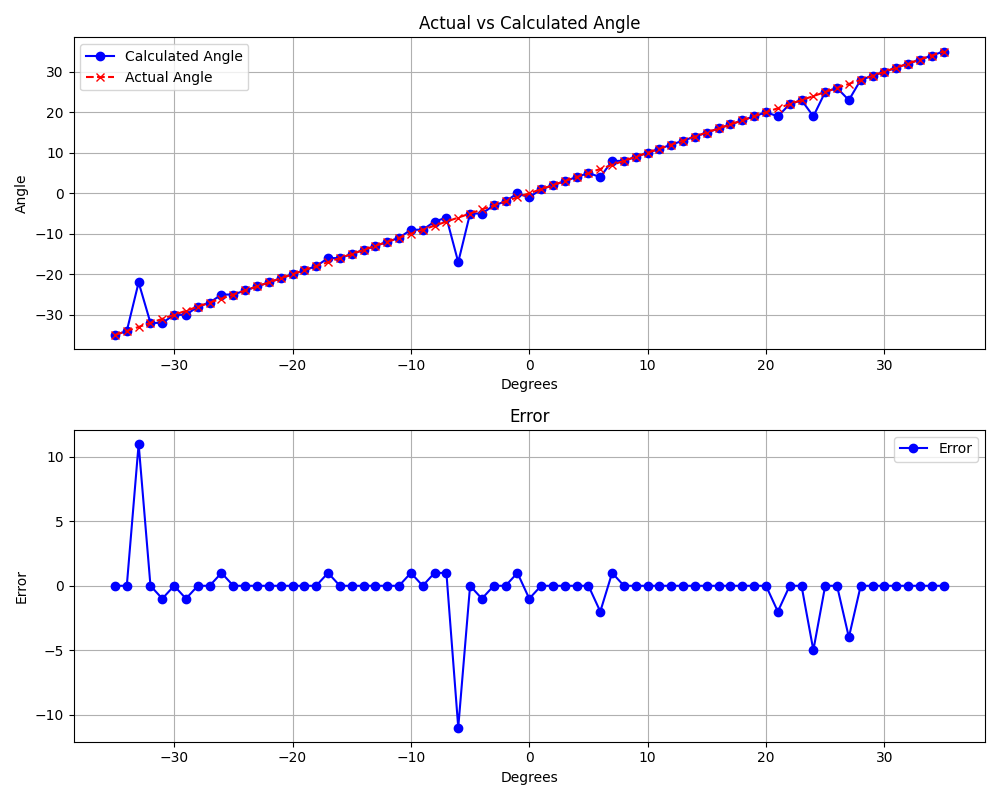 Actual vs Calculated Angle
Calculated Angle
Actual Angle
30
20
10
0
−10
−20
−30
Angle
−30 −20 −10 0 10 20 30
Degrees
Error
Error
10
5
0
−5
−10
Error
−30 −20 −10 0 10 20 30
Degrees